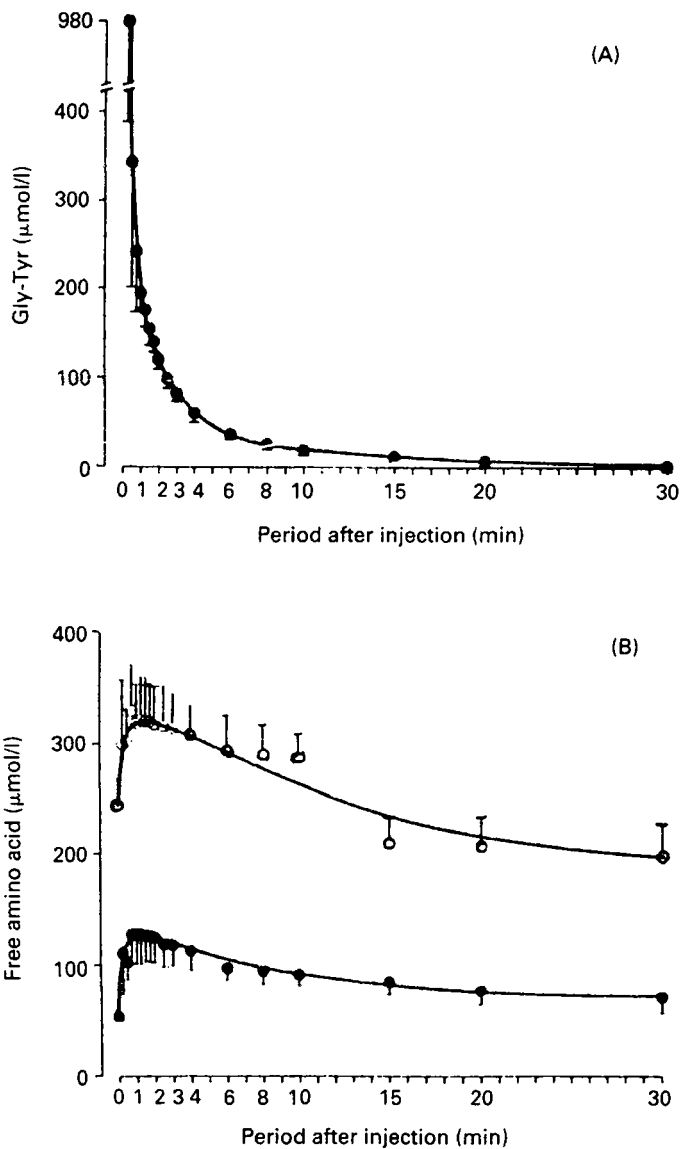 (A)
980
400
300
200
100
0
Gly-Tyr (μmol/l)
0 1 2 3 4 6 8 10 15 20 30
Period after injection (min)
(B)
400
300
200
100
0
Free amino acid (μmol/l)
0 1 2 3 4 6 8 10 15 20 30
Period after injection (min)